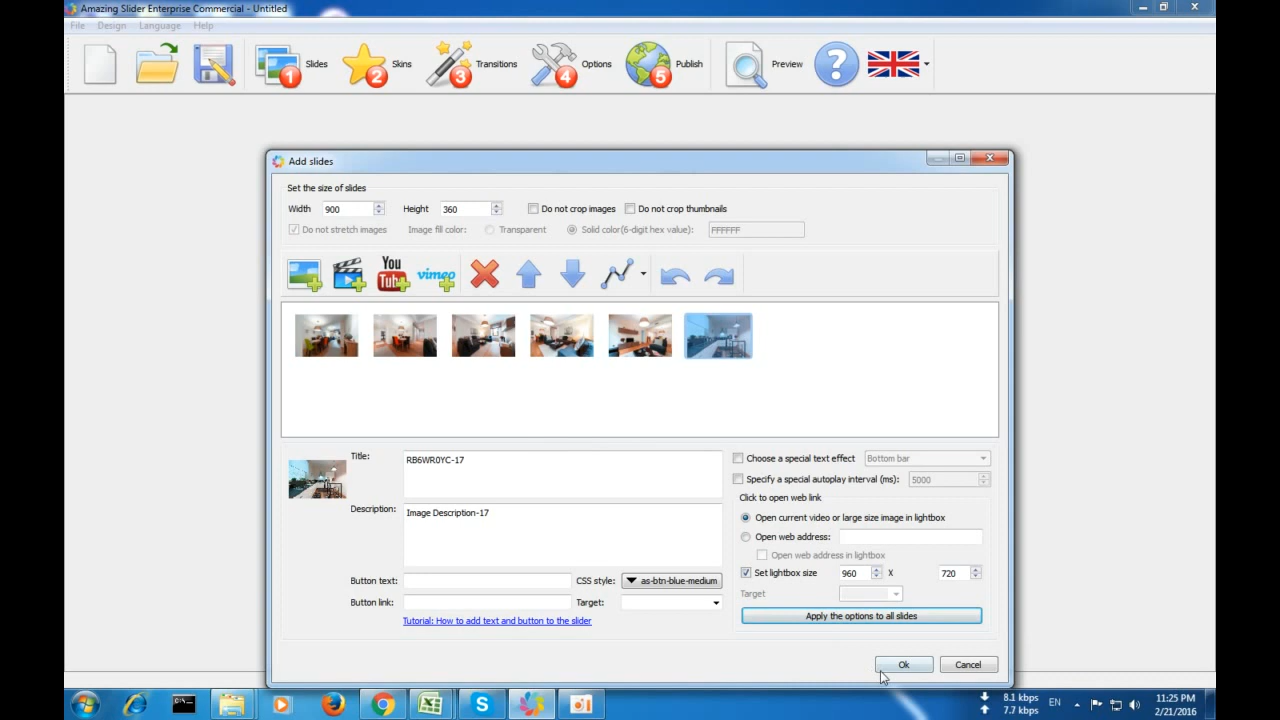 Amazing Slider Enterprise Commercial - Untitled
File Design Language Help
1 Slides 2 Skins 3 Transitions 4 Options 5 Publish Preview ?
Add slides
Set the size of slides
Width 900 Height 360 Do not crop images Do not crop thumbnails
Do not stretch images Image fill color: Transparent Solid color(6-digit hex value): FFFFFF
You Tube vimeo
Title: RB6WR0YC-17
Choose a special text effect Bottom bar
Specify a special autoplay interval (ms): 5000
Click to open web link
Description: Image Description-17
Open current video or large size image in lightbox
Open web address:
Open web address in lightbox
Set lightbox size 960 X 720
Button text: CSS style: as-btn-blue-medium
Target
Button link: Target:
Apply the options to all slides
Tutorial: How to add text and button to the slider
Ok Cancel
8.1 kbps
7.7 kbps
EN
11:25 PM
2/21/2016